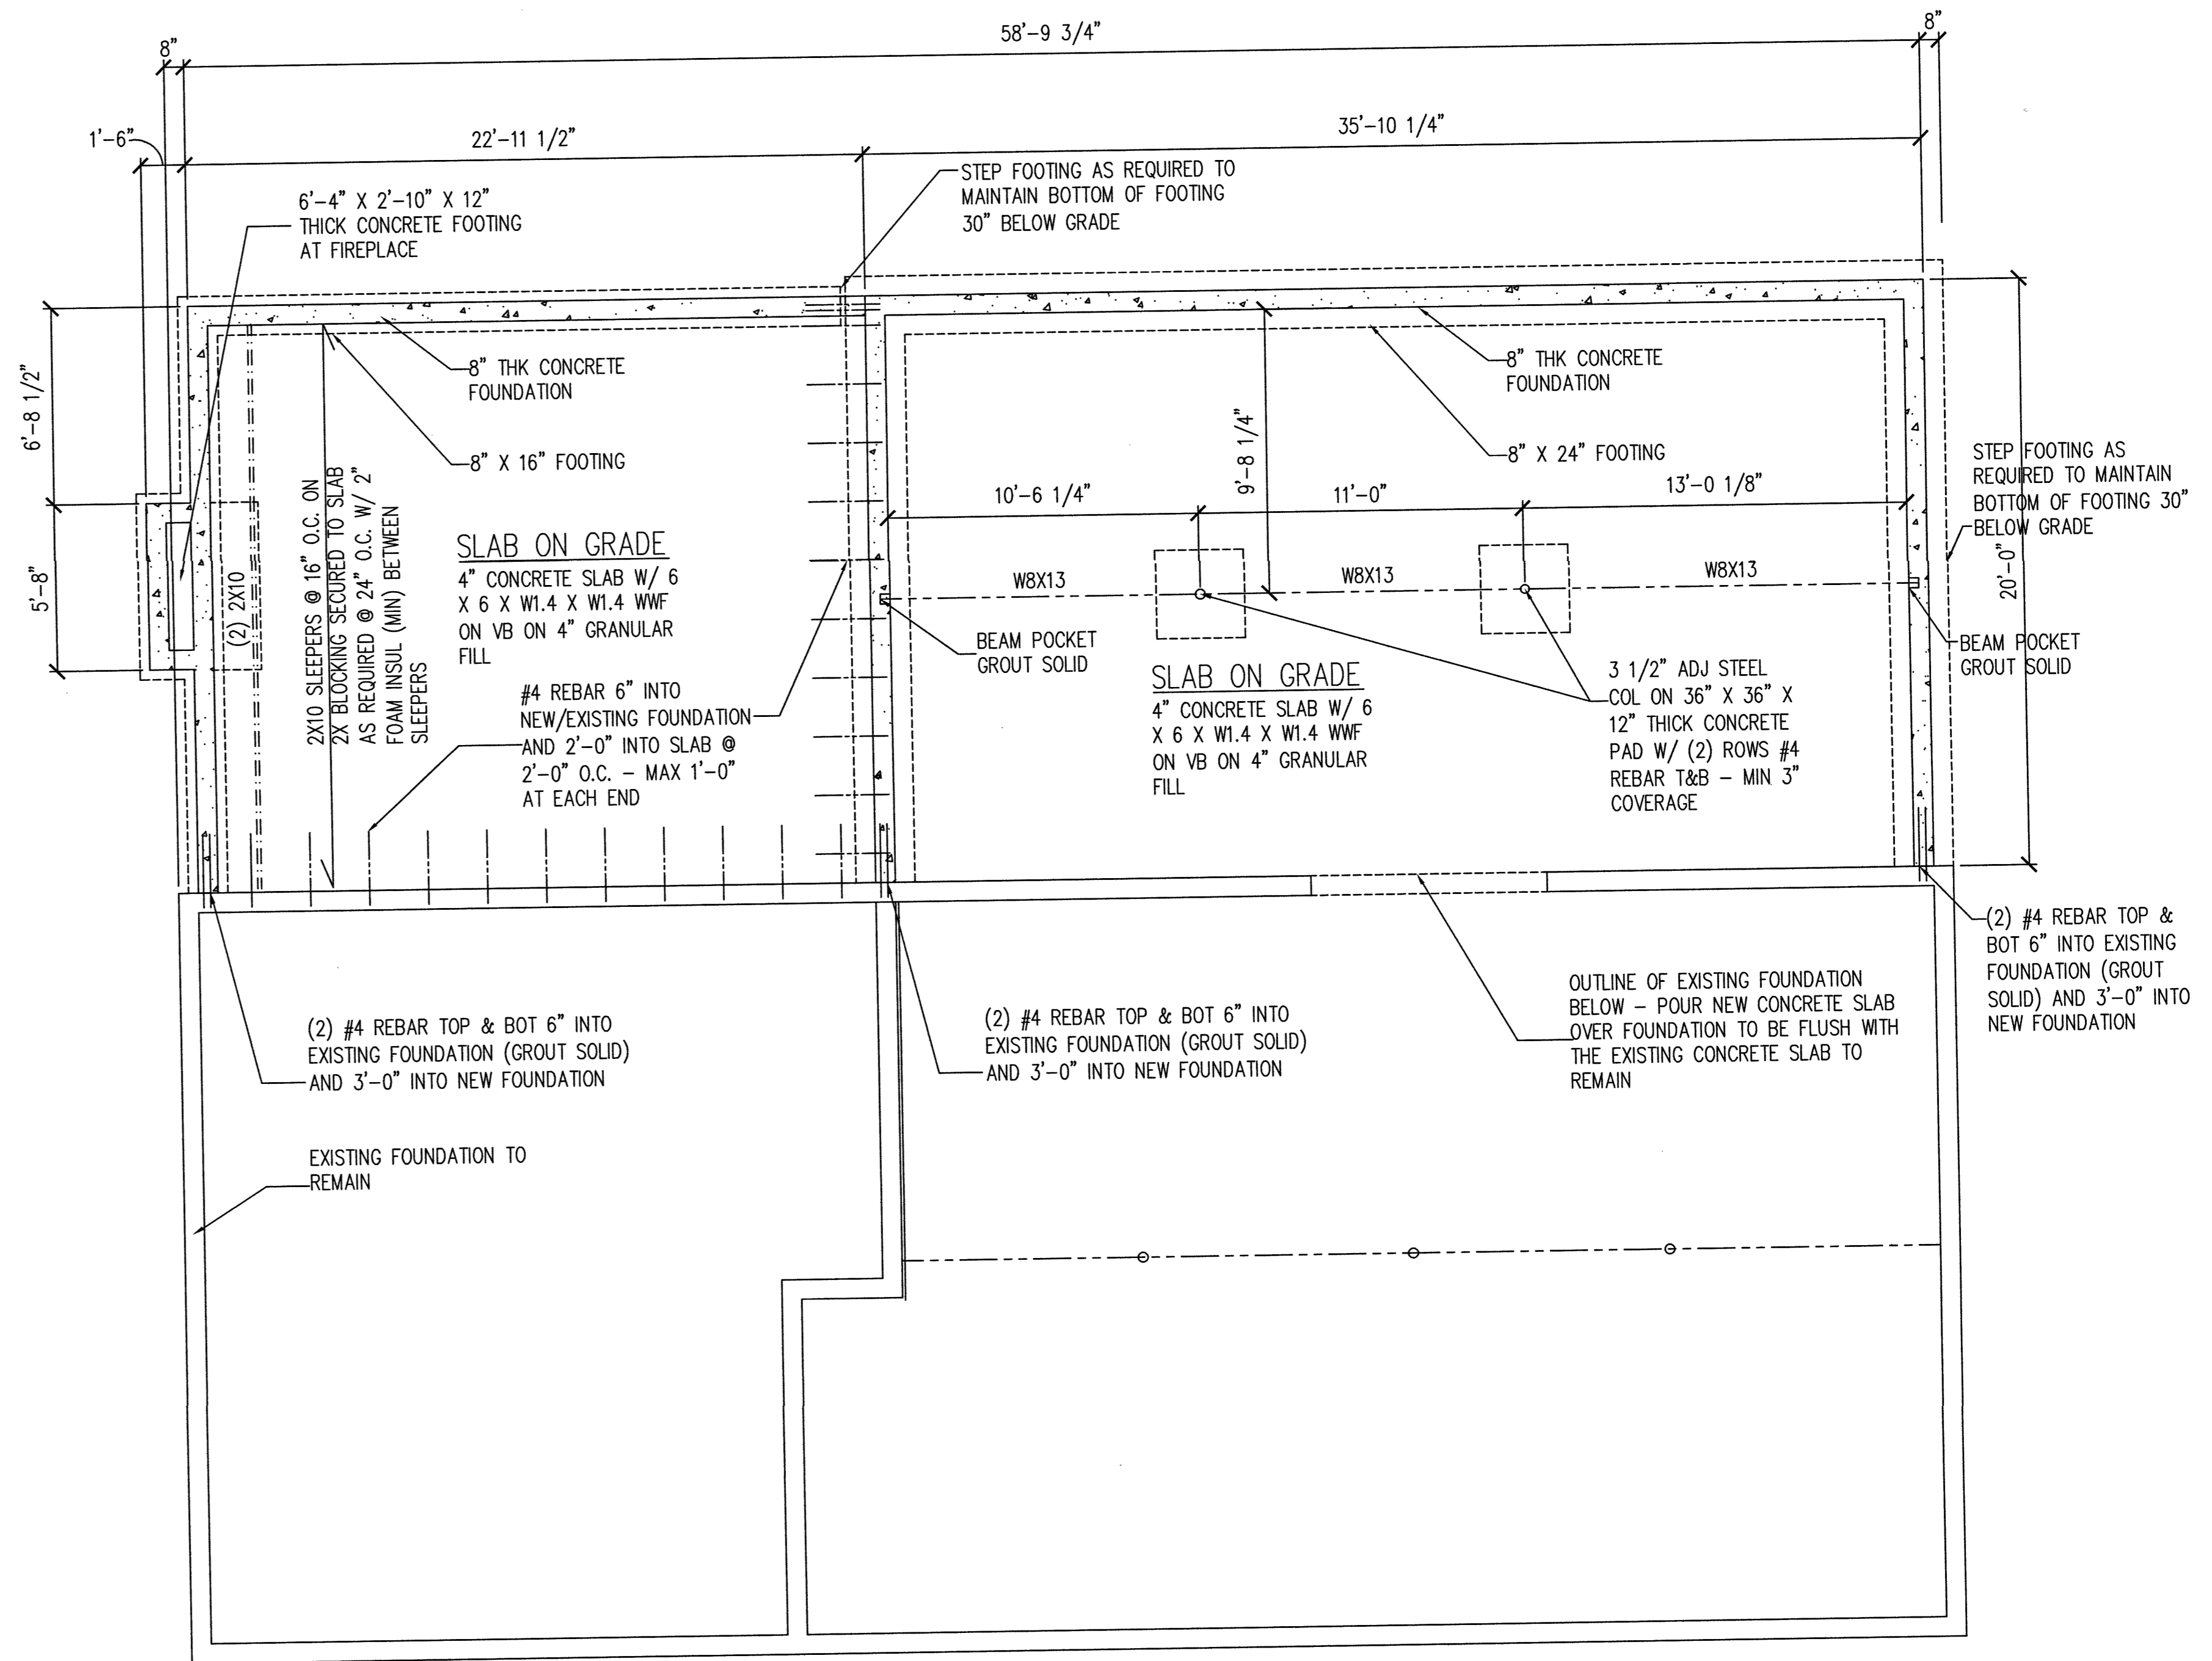 58'-9 3/4"
8"
8"
1'-6"
22'-11 1/2"
35'-10 1/4"
6'-4" X 2'-10" X 12"
THICK CONCRETE FOOTING
AT FIREPLACE
STEP FOOTING AS REQUIRED TO
MAINTAIN BOTTOM OF FOOTING
30" BELOW GRADE
6'-8 1/2"
5'-8"
8" THK CONCRETE
FOUNDATION
8" X 16" FOOTING
8" THK CONCRETE
FOUNDATION
8" X 24" FOOTING
9'-8 1/4"
10'-6 1/4"
11'-0"
13'-0 1/8"
STEP FOOTING AS
REQUIRED TO MAINTAIN
BOTTOM OF FOOTING 30"
BELOW GRADE
20'-0"
(2) 2X10
2X10 SLEEPERS @ 16" O.C. ON
2X BLOCKING SECURED TO SLAB
AS REQUIRED @ 24" O.C. W/ 2"
FOAM INSUL (MIN) BETWEEN
SLEEPERS
SLAB ON GRADE
4" CONCRETE SLAB W/ 6
X 6 X W1.4 X W1.4 WWF
ON VB ON 4" GRANULAR
FILL
W8X13
W8X13
W8X13
BEAM POCKET
GROUT SOLID
BEAM POCKET
GROUT SOLID
#4 REBAR 6" INTO
NEW/EXISTING FOUNDATION
AND 2'-0" INTO SLAB @
2'-0" O.C. – MAX 1'-0"
AT EACH END
SLAB ON GRADE
4" CONCRETE SLAB W/ 6
X 6 X W1.4 X W1.4 WWF
ON VB ON 4" GRANULAR
FILL
3 1/2" ADJ STEEL
COL ON 36" X 36" X
12" THICK CONCRETE
PAD W/ (2) ROWS #4
REBAR T&B – MIN 3"
COVERAGE
(2) #4 REBAR TOP &
BOT 6" INTO EXISTING
FOUNDATION (GROUT
SOLID) AND 3'-0" INTO
NEW FOUNDATION
(2) #4 REBAR TOP & BOT 6" INTO
EXISTING FOUNDATION (GROUT SOLID)
AND 3'-0" INTO NEW FOUNDATION
(2) #4 REBAR TOP & BOT 6" INTO
EXISTING FOUNDATION (GROUT SOLID)
AND 3'-0" INTO NEW FOUNDATION
OUTLINE OF EXISTING FOUNDATION
BELOW – POUR NEW CONCRETE SLAB
OVER FOUNDATION TO BE FLUSH WITH
THE EXISTING CONCRETE SLAB TO
REMAIN
EXISTING FOUNDATION TO
REMAIN